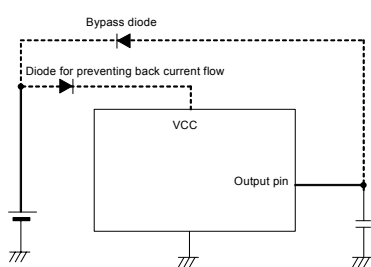 Bypass diode
Diode for preventing back current flow
VCC
Output pin